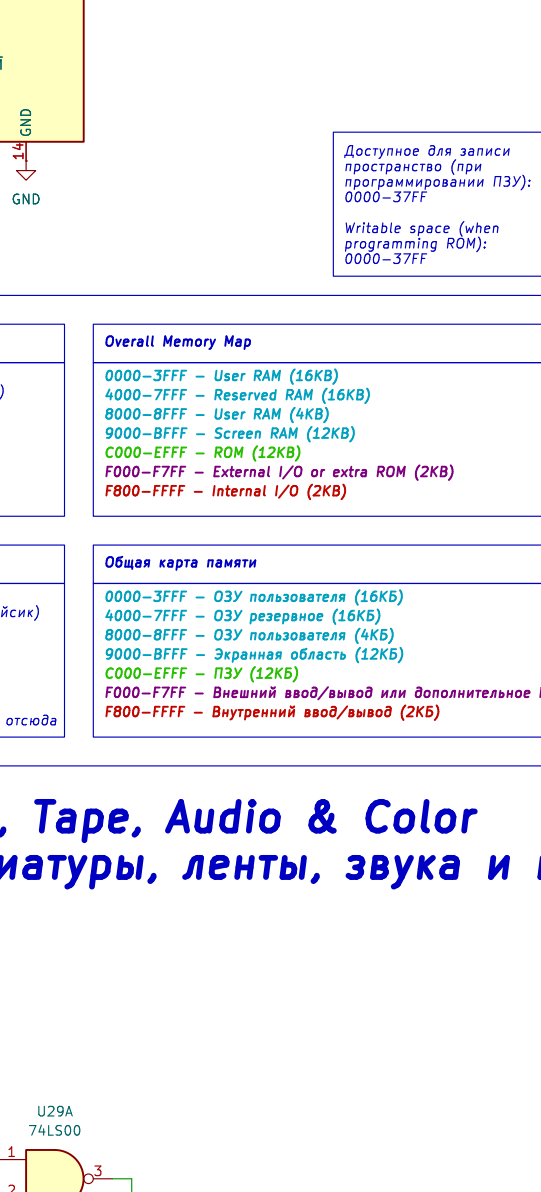 GND
14
GND
Доступное для записи
пространство (при
программировании ПЗУ):
0000-37FF
Writable space (when
programming ROM):
0000-37FF
)
Overall Memory Map
0000-3FFF - User RAM (16KB)
4000-7FFF - Reserved RAM (16KB)
8000-8FFF - User RAM (4KB)
9000-BFFF - Screen RAM (12KB)
C000-EFFF - ROM (12KB)
F000-F7FF - External I/O or extra ROM (2KB)
F800-FFFF - Internal I/O (2KB)
йсик)
отсюда
Общая карта памяти
0000-3FFF - ОЗУ пользователя (16КБ)
4000-7FFF - ОЗУ резервное (16КБ)
8000-8FFF - ОЗУ пользователя (4КБ)
9000-BFFF - Экранная область (12КБ)
C000-EFFF - ПЗУ (12КБ)
F000-F7FF - Внешний ввод/вывод или дополнительное
F800-FFFF - Внутренний ввод/вывод (2КБ)
, Tape, Audio & Color
иатуры, ленты, звука и
U29A
74LS00
1
3
2